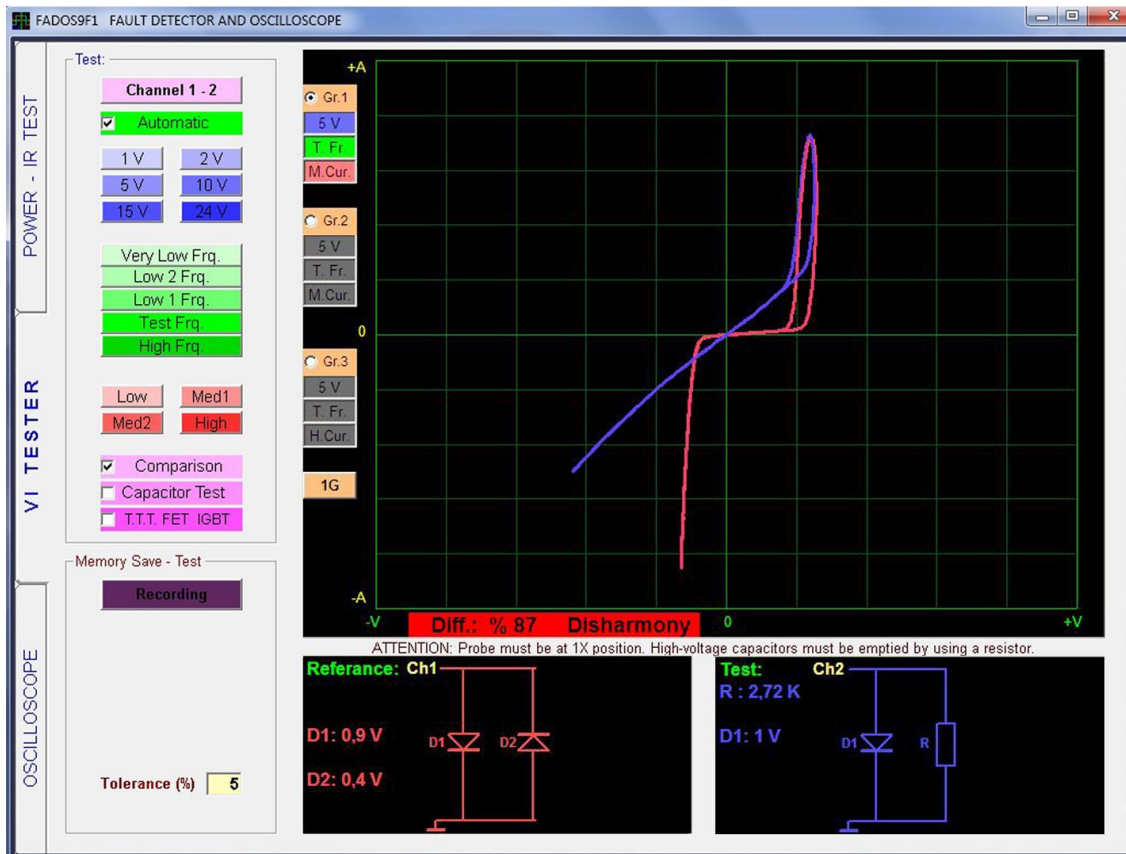 FADOS9F1 FAULT DETECTOR AND OSCILLOSCOPE
POWER - IR TEST
VI TESTER
OSCILLOSCOPE
Test:
Channel 1 - 2
Automatic
1 V 2 V
5 V 10 V
15 V 24 V
Very Low Frq.
Low 2 Frq.
Low 1 Frq.
Test Frq.
High Frq.
Low Med1
Med2 High
Comparison
Capacitor Test
T.T.T. FET IGBT
Memory Save - Test
Recording
Tolerance (%) 5
+A
Gr.1
5 V
T. Fr.
M.Cur.
Gr.2
5 V
T. Fr.
M.Cur.
0
Gr.3
5 V
T. Fr.
H.Cur.
1G
-A
-V 0 +V
Diff.: % 87 Disharmony
ATTENTION: Probe must be at 1X position. High-voltage capacitors must be emptied by using a resistor.
Referance: Ch1
D1: 0,9 V
D1 D2
D2: 0,4 V
Test: Ch2
R : 2,72 K
D1: 1 V
D1 R